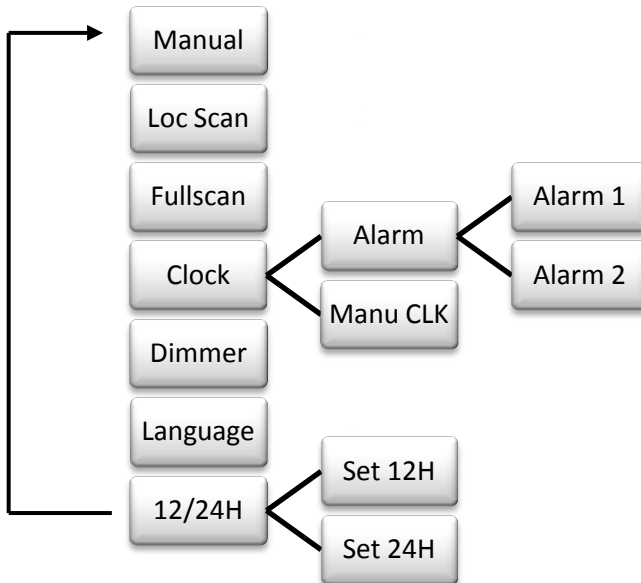 Manual
Loc Scan
Fullscan
Clock
Dimmer
Language
12/24H
Alarm
Manu CLK
Alarm 1
Alarm 2
Set 12H
Set 24H